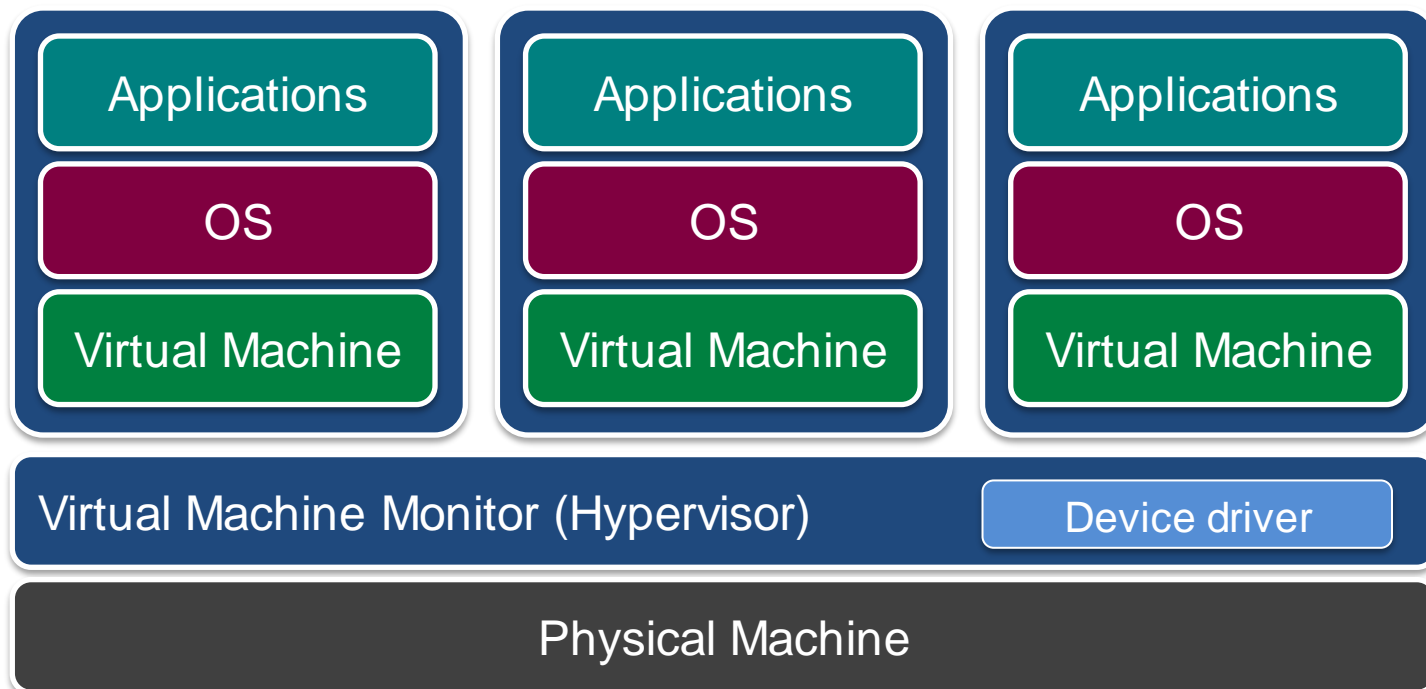 Applications
Applications
Applications
OS
OS
OS
Virtual Machine
Virtual Machine
Virtual Machine
Virtual Machine Monitor (Hypervisor)
Device driver
Physical Machine